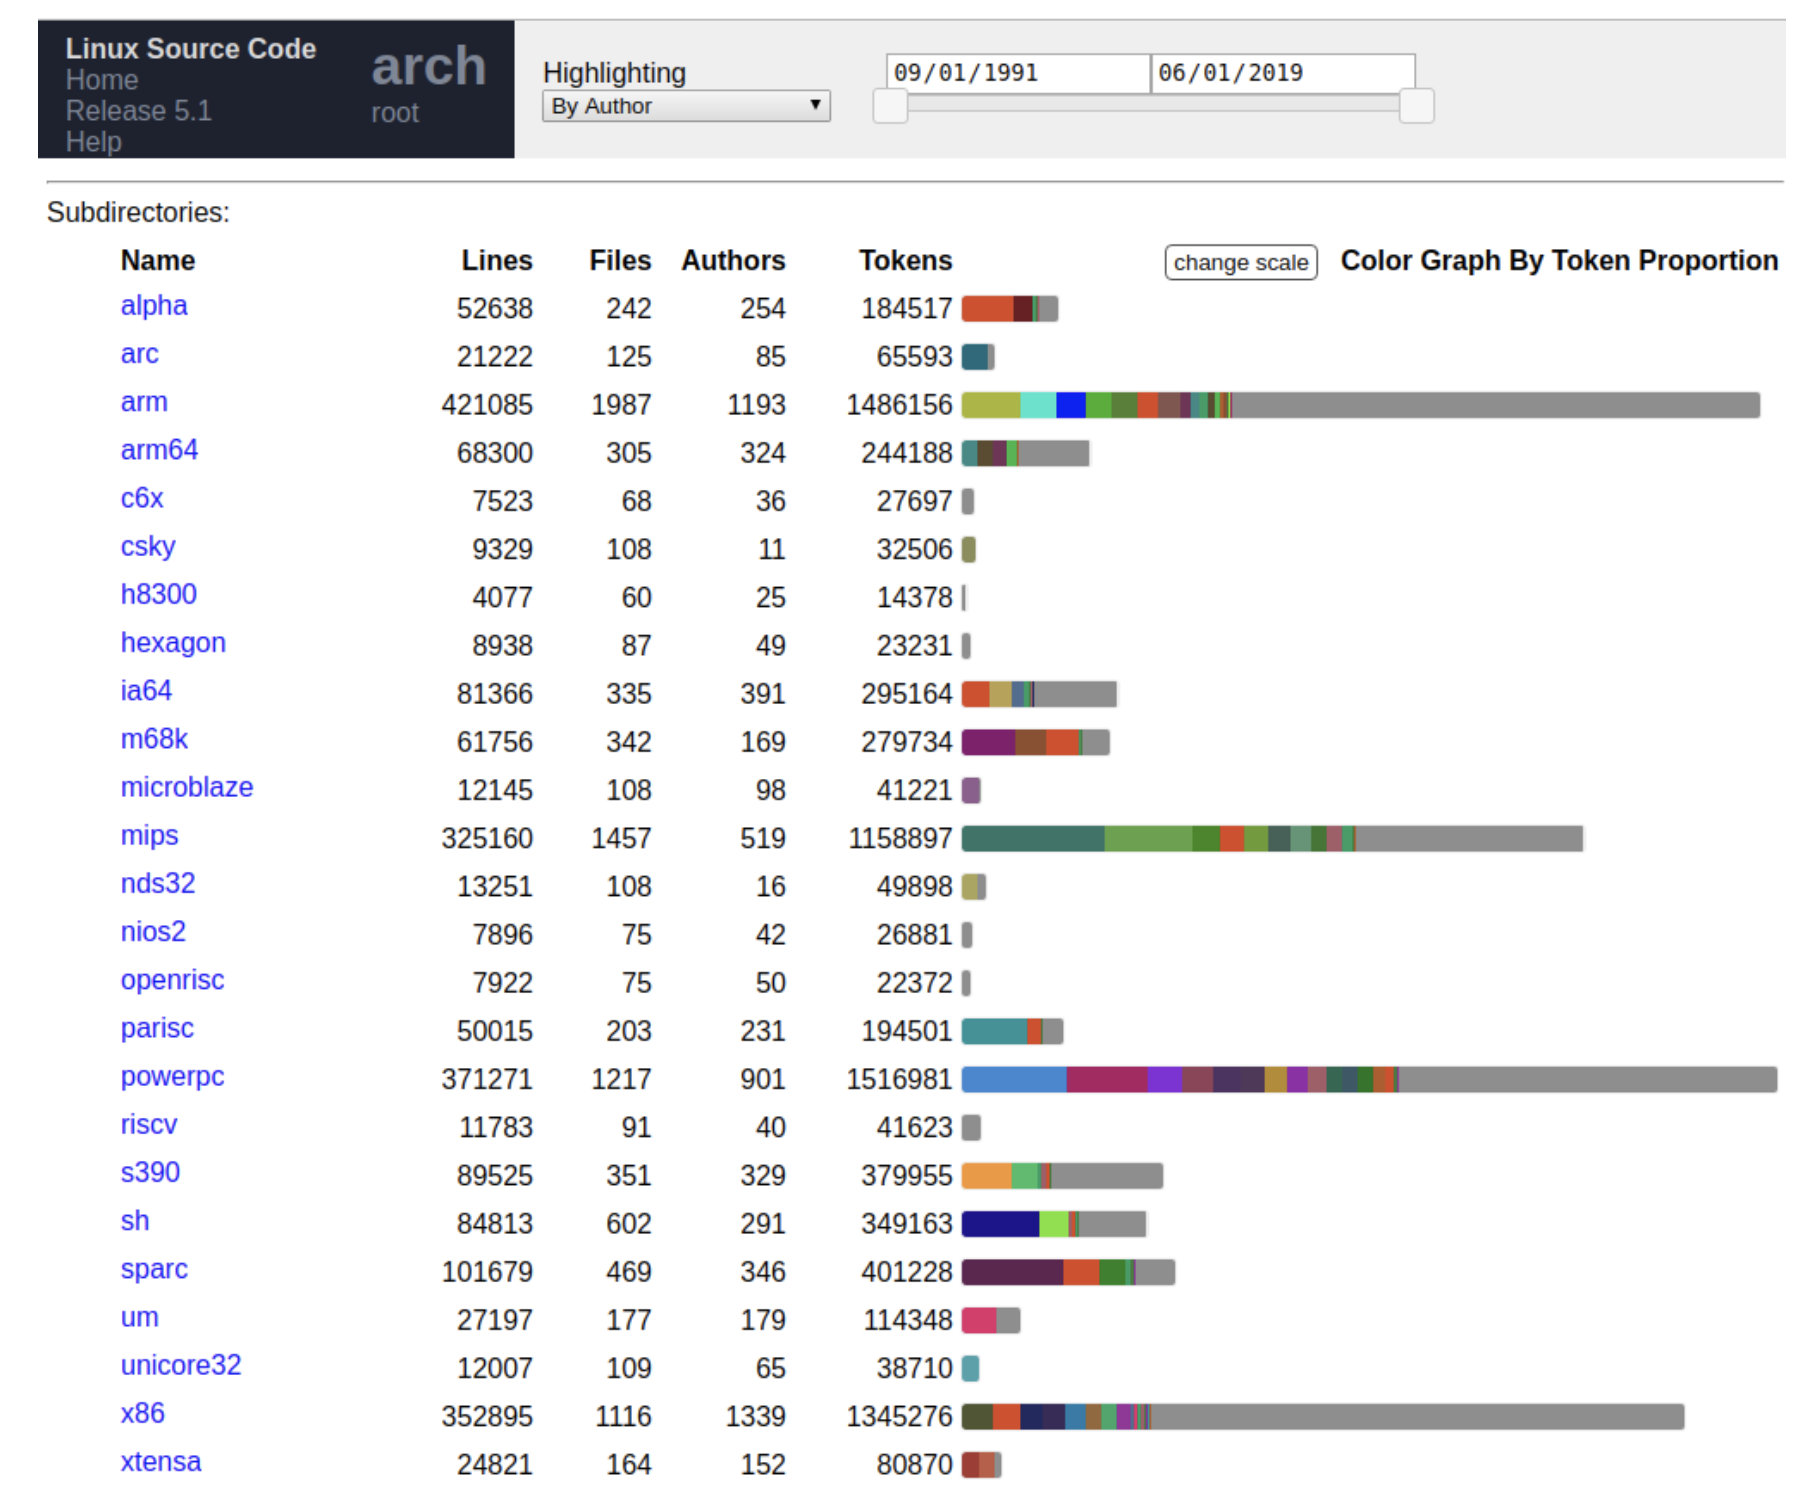 Linux Source Code
Home
Release 5.1
Help
arch
root
Highlighting
By Author
09/01/1991 06/01/2019
Subdirectories:
Name Lines Files Authors Tokens change scale Color Graph By Token Proportion
alpha 52638 242 254 184517
arc 21222 125 85 65593
arm 421085 1987 1193 1486156
arm64 68300 305 324 244188
c6x 7523 68 36 27697
csky 9329 108 11 32506
h8300 4077 60 25 14378
hexagon 8938 87 49 23231
ia64 81366 335 391 295164
m68k 61756 342 169 279734
microblaze 12145 108 98 41221
mips 325160 1457 519 1158897
nds32 13251 108 16 49898
nios2 7896 75 42 26881
openrisc 7922 75 50 22372
parisc 50015 203 231 194501
powerpc 371271 1217 901 1516981
riscv 11783 91 40 41623
s390 89525 351 329 379955
sh 84813 602 291 349163
sparc 101679 469 346 401228
um 27197 177 179 114348
unicore32 12007 109 65 38710
x86 352895 1116 1339 1345276
xtensa 24821 164 152 80870